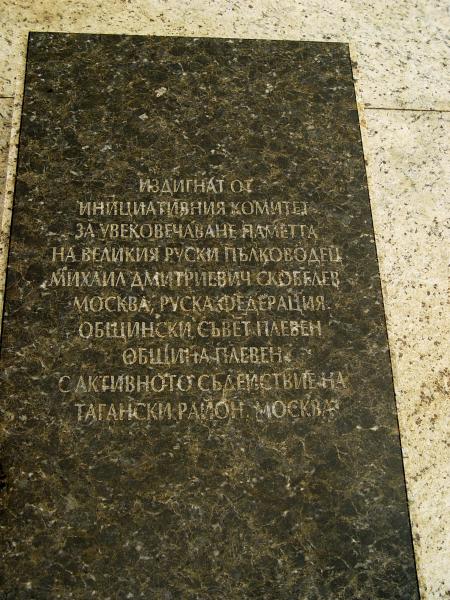 ИЗДИГНАТ ОТ
ИНИЦИАТИВНИЯ КОМИТЕТ
ЗА УВЕКОВЕЧАВАНЕ ПАМЕТТА
НА ВЕЛИКИЯ РУСКИ ПЪЛКОВОДЕЦ
МИХАИЛ ДМИТРИЕВИЧ СКОБЕЛЕВ
МОСКВА, РУСКА ФЕДЕРАЦИЯ
ОБЩИНСКИ СЪВЕТ ПЛЕВЕН
ОБЩИНА ПЛЕВЕН
С АКТИВНОТО СЪДЕЙСТВИЕ НА
ТАГАНСКИ РАЙОН, МОСКВА